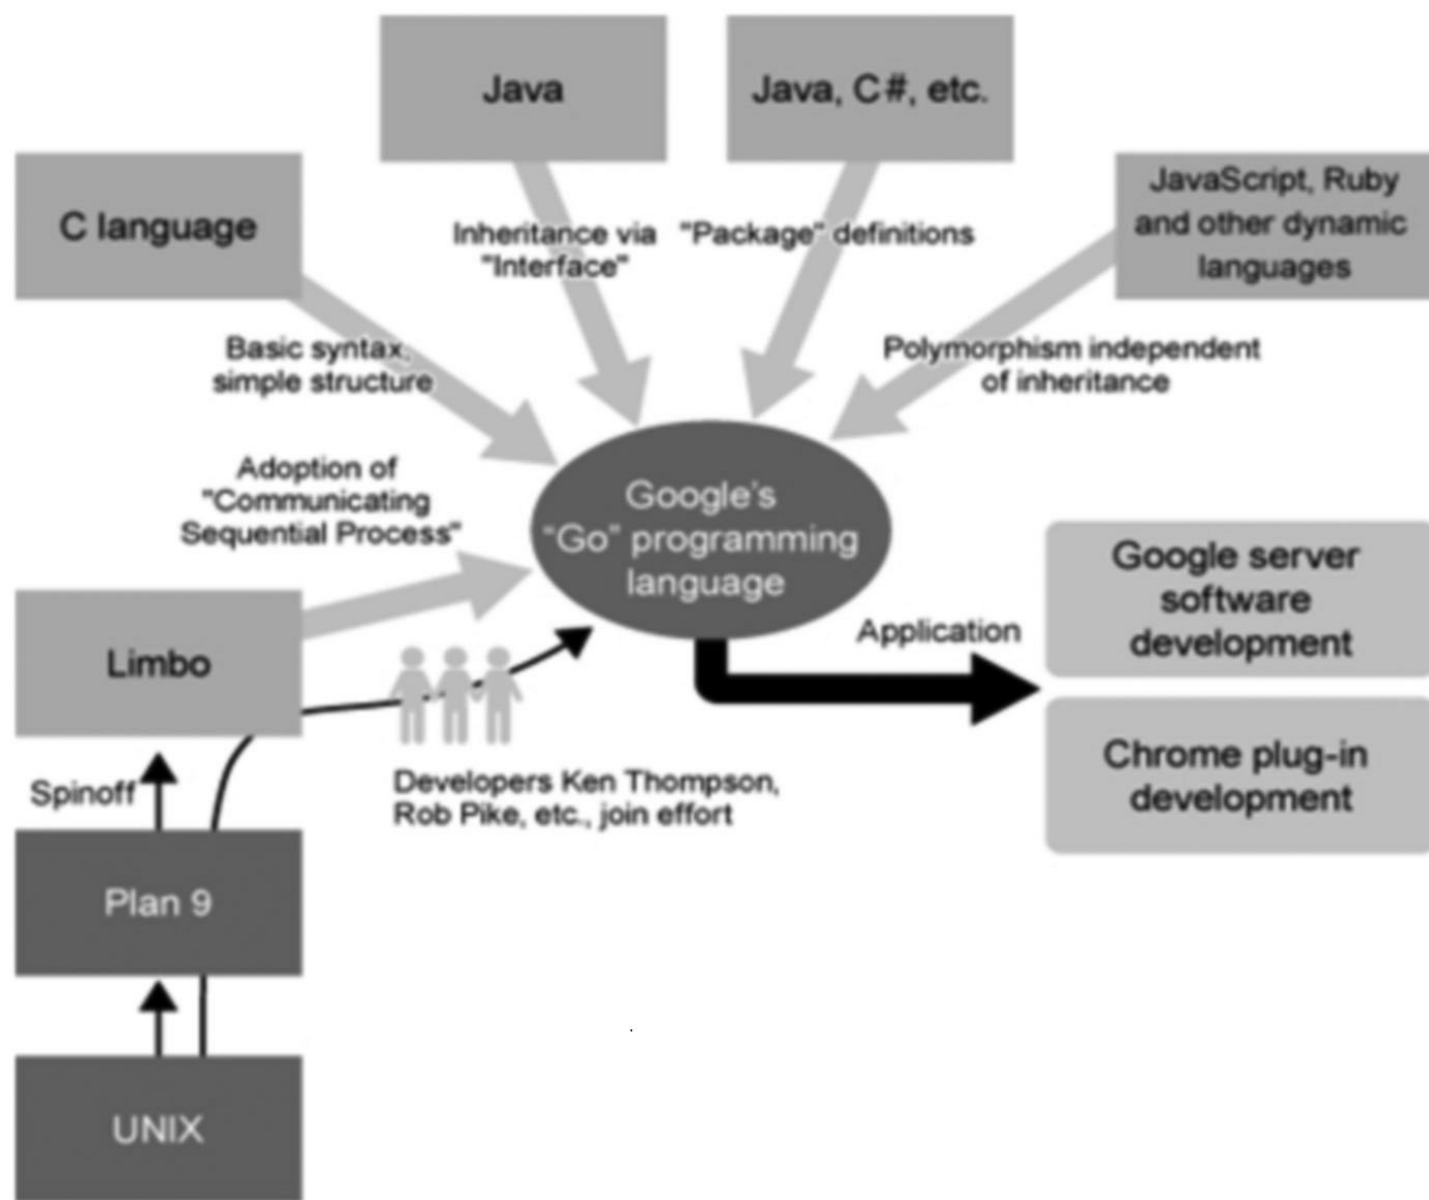 Java
Java, C#, etc.
C language
JavaScript, Ruby
and other dynamic
languages
Inheritance via
"Interface"
"Package" definitions
Basic syntax,
simple structure
Polymorphism independent
of inheritance
Adoption of
"Communicating
Sequential Process"
Google's
“Go” programming
language
Google server
software
development
Application
Limbo
Chrome plug-in
development
Spinoff
Developers Ken Thompson,
Rob Pike, etc., join effort
Plan 9
UNIX